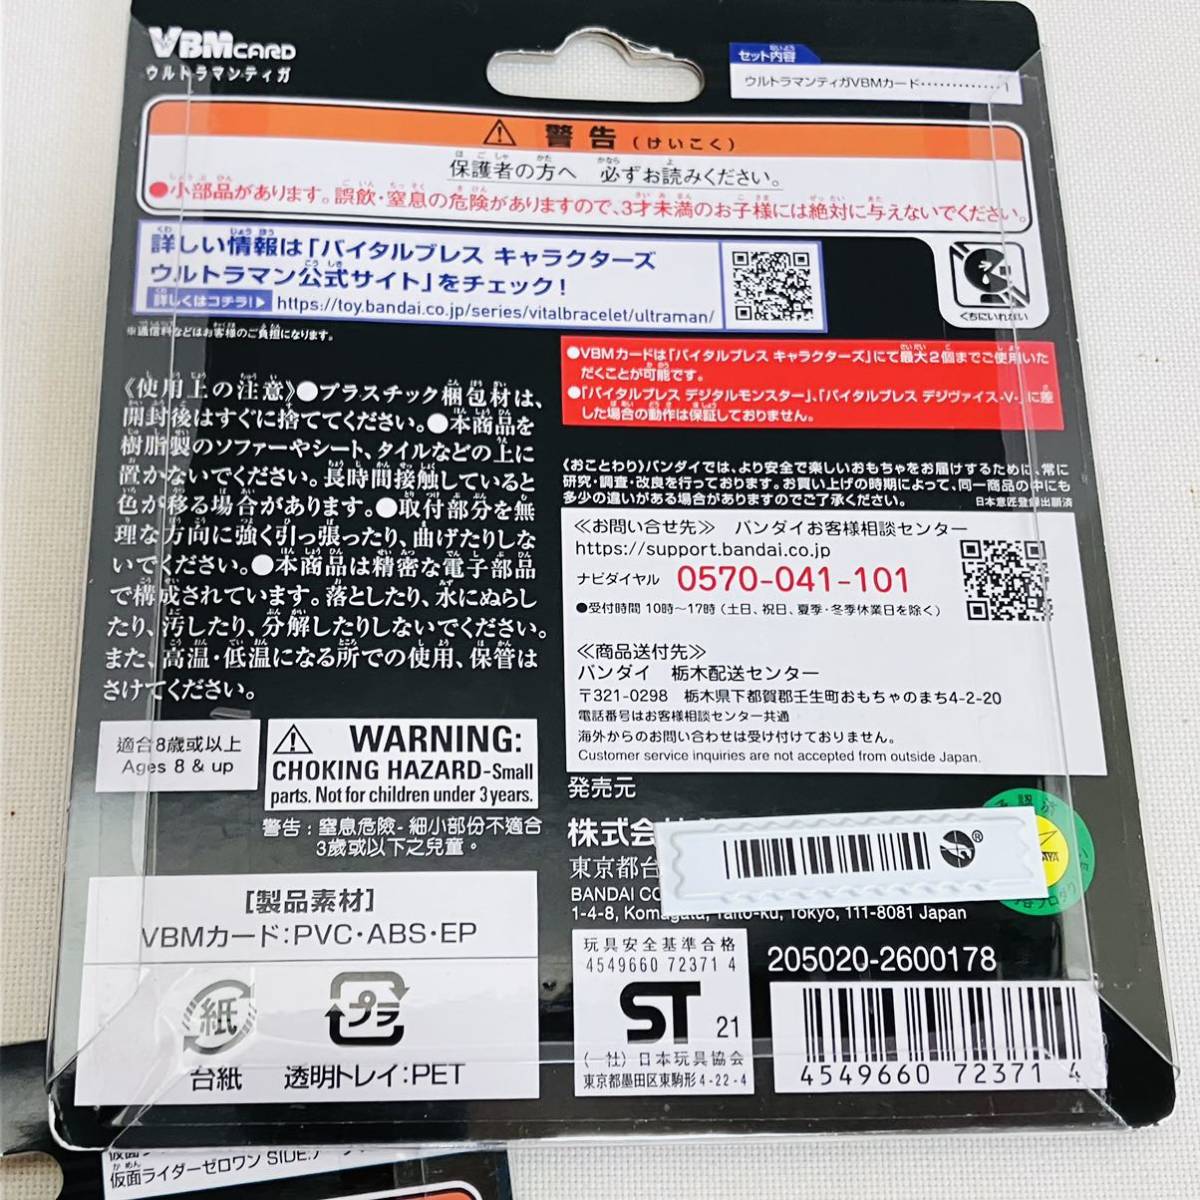 VBM CARD
ウルトラマンティガ
セット内容
ウルトラマンティガVBMカード・・・・・・・・・・・・・1
警告(けいこく)
保護者の方へ 必ずお読みください。
●小部品があります。誤飲・窒息の危険がありますので、3才未満のお子様には絶対に与えないでください。
詳しい情報は「バイタルブレス キャラクターズ
ウルトラマン公式サイト」をチェック!
詳しくはコチラ!▶ https://toy.bandai.co.jp/series/vitalbracelet/ultraman/
※通信料などはお客様のご負担になります。
くちにいれない
●VBMカードは「バイタルブレス キャラクターズ」にて最大2個までご使用いた
だくことが可能です。
●「バイタルブレス デジタルモンスター」、「バイタルブレス デジヴァイス-V-」に差
した場合の動作は保証しておりません。
《使用上の注意》●プラスチック梱包材は、
開封後はすぐに捨ててください。●本商品を
樹脂製のソファーやシート、タイルなどの上に
置かないでください。長時間接触していると
色が移る場合があります。●取付部分を無
理な方向に強く引っ張ったり、曲げたりしな
いでください。●本商品は精密な電子部品
で構成されています。落としたり、水にぬらし
たり、汚したり、分解したりしないでください。
また、高温・低温になる所での使用、保管は
さけてください。
《おことわり》バンダイでは、より安全で楽しいおもちゃをお届けするために、常に
研究・調査・改良を行っております。お買い上げの時期によって、同一商品の中にも
多少の違いがある場合がありますのでご了承ください。 日本意匠登録出願済
≪お問い合せ先≫ バンダイお客様相談センター
https://support.bandai.co.jp
ナビダイヤル 0570-041-101
●受付時間 10時〜17時 (土日、祝日、夏季・冬季休業日を除く)
≪商品送付先≫
バンダイ 栃木配送センター
〒321-0298 栃木県下都賀郡壬生町おもちゃのまち4-2-20
電話番号はお客様相談センター共通
海外からのお問い合わせは受け付けておりません。
Customer service inquiries are not accepted from outside Japan.
適合8歳或以上
Ages 8 & up
WARNING:
CHOKING HAZARD-Small
parts. Not for children under 3 years.
警告:窒息危險-細小部份不適合
3歲或以下之兒童。
発売元
株式会社
東京都台
BANDAI CO
1-4-8, Komagata, Taito-ku, Tokyo, 111-8081 Japan
®
[製品素材]
VBMカード:PVC・ABS・EP
紙
プラ
台紙 透明トレイ:PET
玩具安全基準合格
4549660 72371 4
ST 21
(一社)日本玩具協会
東京都墨田区東駒形4-22-4
205020-2600178
4549660 72371 4
仮面ライダーゼロワン SIDE.